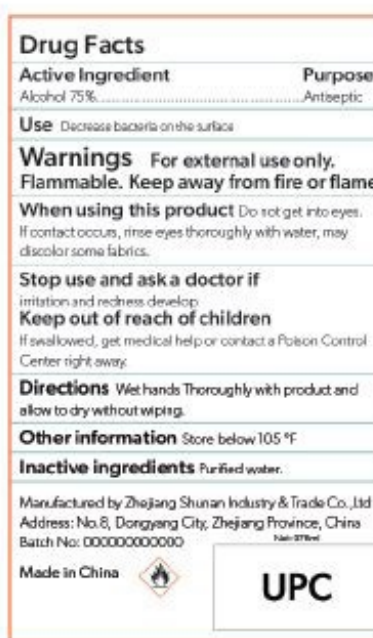 Drug Facts
Active Ingredient Purpose
Alcohol 75%..........................................Antiseptic
Use Decrease bacteria on the surface
Warnings For external use only.
Flammable. Keep away from fire or flame
When using this product Do not get into eyes.
If contact occurs, rinse eyes thoroughly with water, may
discolor some fabrics.
Stop use and ask a doctor if
irritation and redness develop
Keep out of reach of children
If swallowed, get medical help or contact a Poison Control
Center right away.
Directions Wet hands Thoroughly with product and
allow to dry without wiping.
Other information Store below 105 °F
Inactive ingredients Purified water.
Manufactured by Zhejiang Shunan Industry & Trade Co.,Ltd
Address: No.8, Dongyang City, Zhejiang Province, China
Batch No: 000000000000
Made in China
UPC